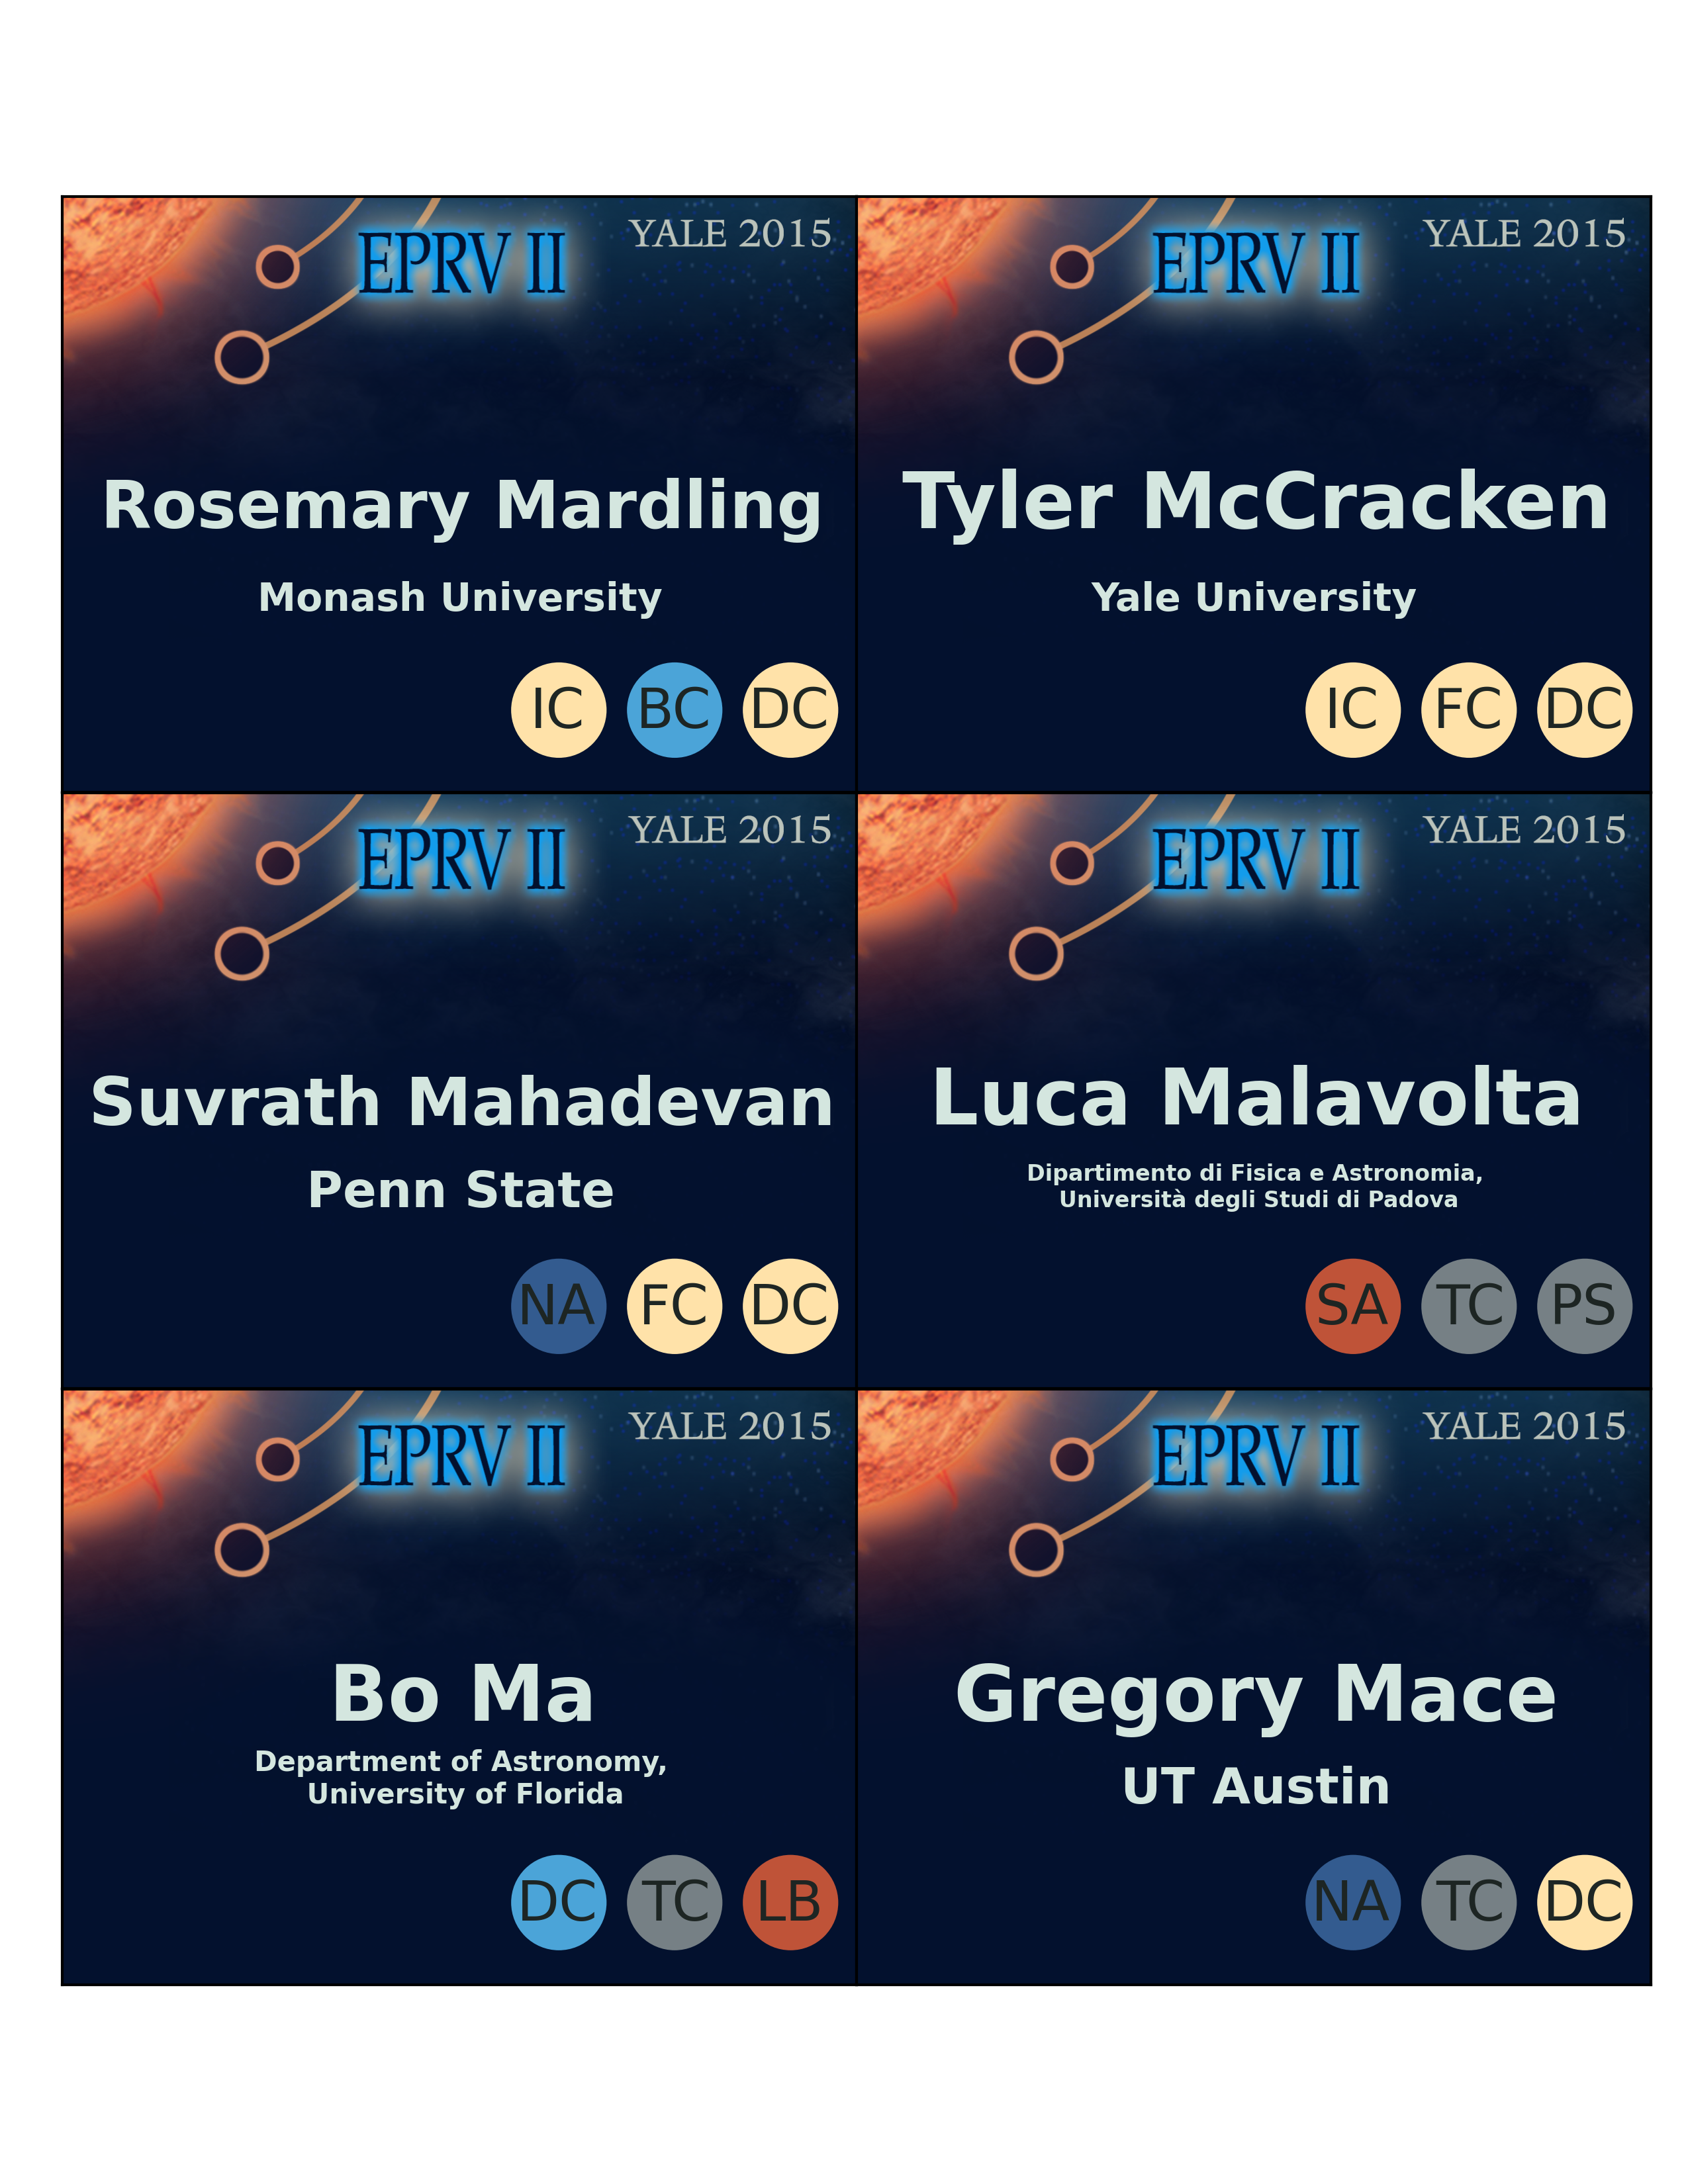 EPRV II
YALE 2015
Rosemary Mardling
Monash University
IC BC DC
EPRV II
YALE 2015
Tyler McCracken
Yale University
IC FC DC
EPRV II
YALE 2015
Suvrath Mahadevan
Penn State
NA FC DC
EPRV II
YALE 2015
Luca Malavolta
Dipartimento di Fisica e Astronomia,
Università degli Studi di Padova
SA TC PS
EPRV II
YALE 2015
Bo Ma
Department of Astronomy,
University of Florida
DC TC LB
EPRV II
YALE 2015
Gregory Mace
UT Austin
NA TC DC